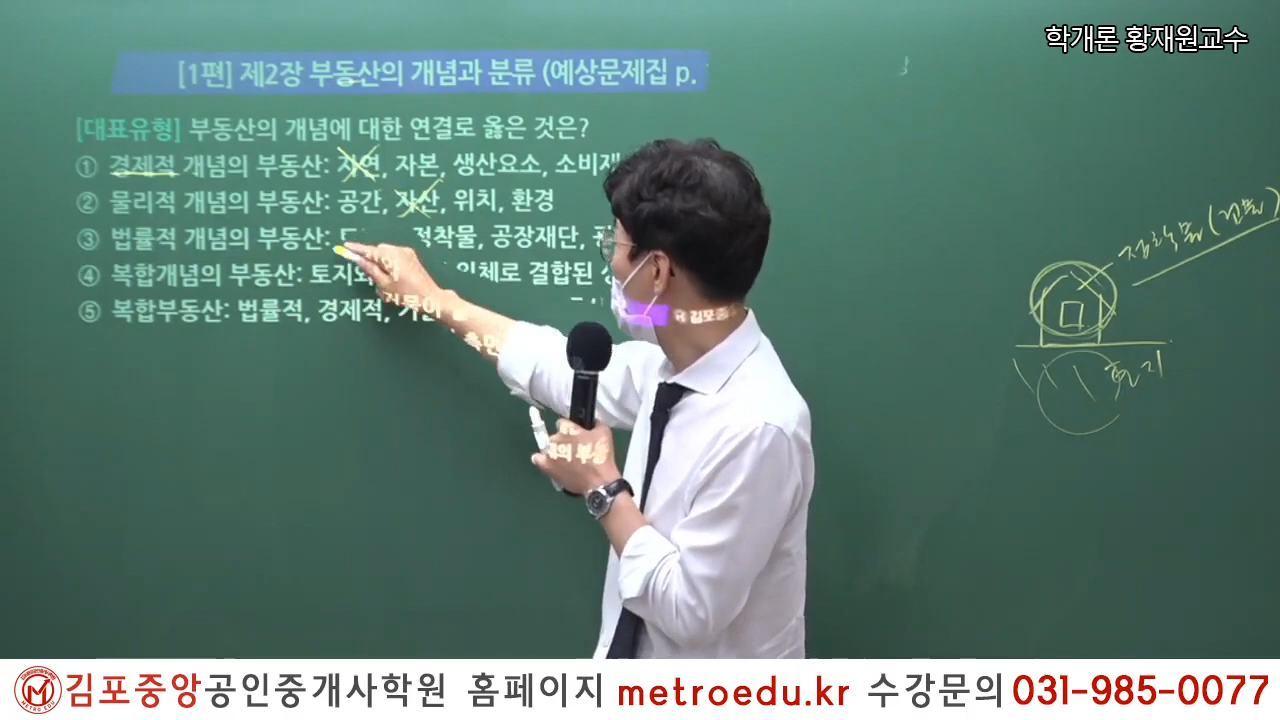 학개론 황재원교수
[1편] 제2장 부동산의 개념과 분류 (예상문제집 p.
[대표유형] 부동산의 개념에 대한 연결로 옳은 것은?
① 경제적 개념의 부동산: 자연, 자본, 생산요소, 소비재
② 물리적 개념의 부동산: 공간, 자산, 위치, 환경
③ 법률적 개념의 부동산: 정착물, 공장재단,
④ 복합개념의 부동산: 토지와 일체로 결합된
⑤ 복합부동산: 법률적, 경제적,
정착물 (건물)
토지
김포중앙공인중개사학원 홈페이지 metroedu.kr 수강문의 031-985-0077